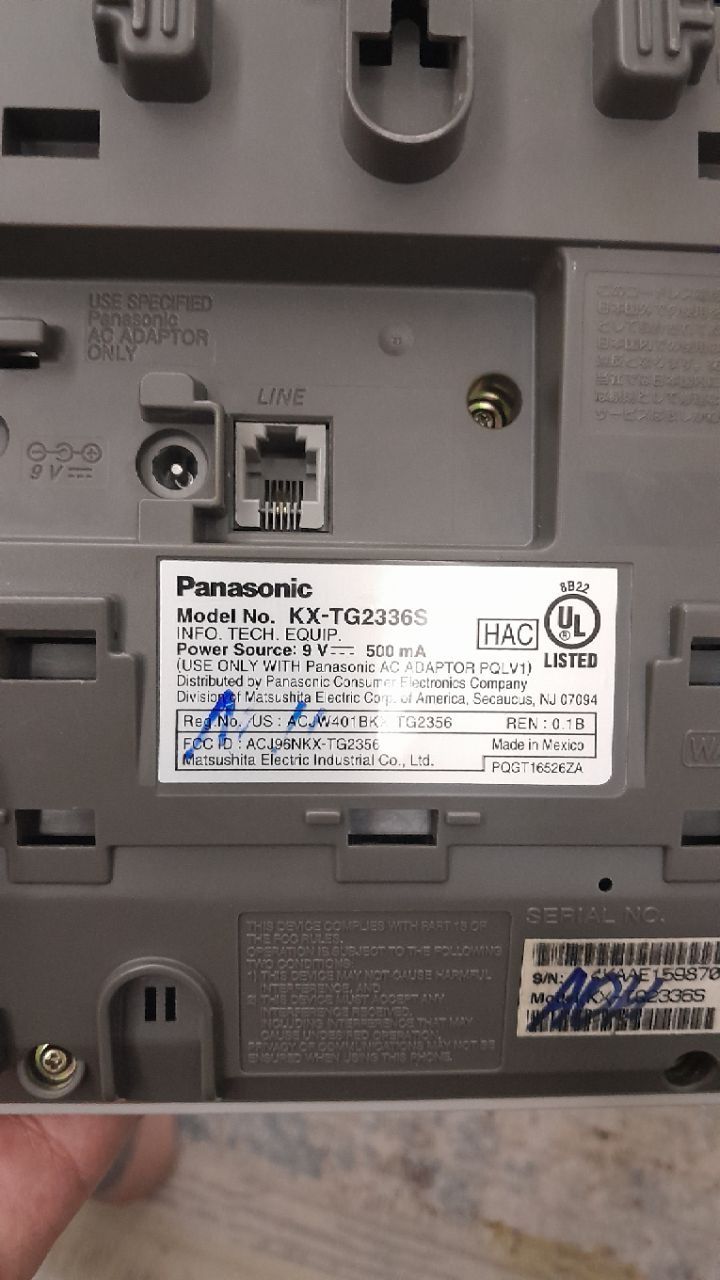 USE SPECIFIED
Panasonic
AC ADAPTOR
ONLY
LINE
9 V
Panasonic
Model No. KX-TG2336S
INFO. TECH. EQUIP.
Power Source: 9 V 500 mA
(USE ONLY WITH Panasonic AC ADAPTOR PQLV1)
Distributed by Panasonic Consumer Electronics Company
Division of Matsushita Electric Corp. of America, Secaucus, NJ 07094
HAC
8B22
UL
®
LISTED
Reg.No. US : ACJW401BK TG2356
REN : 0.1B
FCC ID : ACJ96NKX-TG2356
Made in Mexico
Matsushita Electric Industrial Co., Ltd.
PQGT16526ZA
THIS DEVICE COMPLIES WITH PART 15 OF
THE FCC RULES.
OPERATION IS SUBJECT TO THE FOLLOWING
TWO CONDITIONS:
1) THIS DEVICE MAY NOT CAUSE HARMFUL
INTERFERENCE, AND
2) THIS DEVICE MUST ACCEPT ANY
INTERFERENCE RECEIVED,
INCLUDING INTERFERENCE THAT MAY
CAUSE UNDESIRED OPERATION.
PRIVACY OF COMMUNICATIONS MAY NOT BE
ENSURED WHEN USING THIS PHONE.
SERIAL NO.
S/N: AAE159870
KX-TG2336S